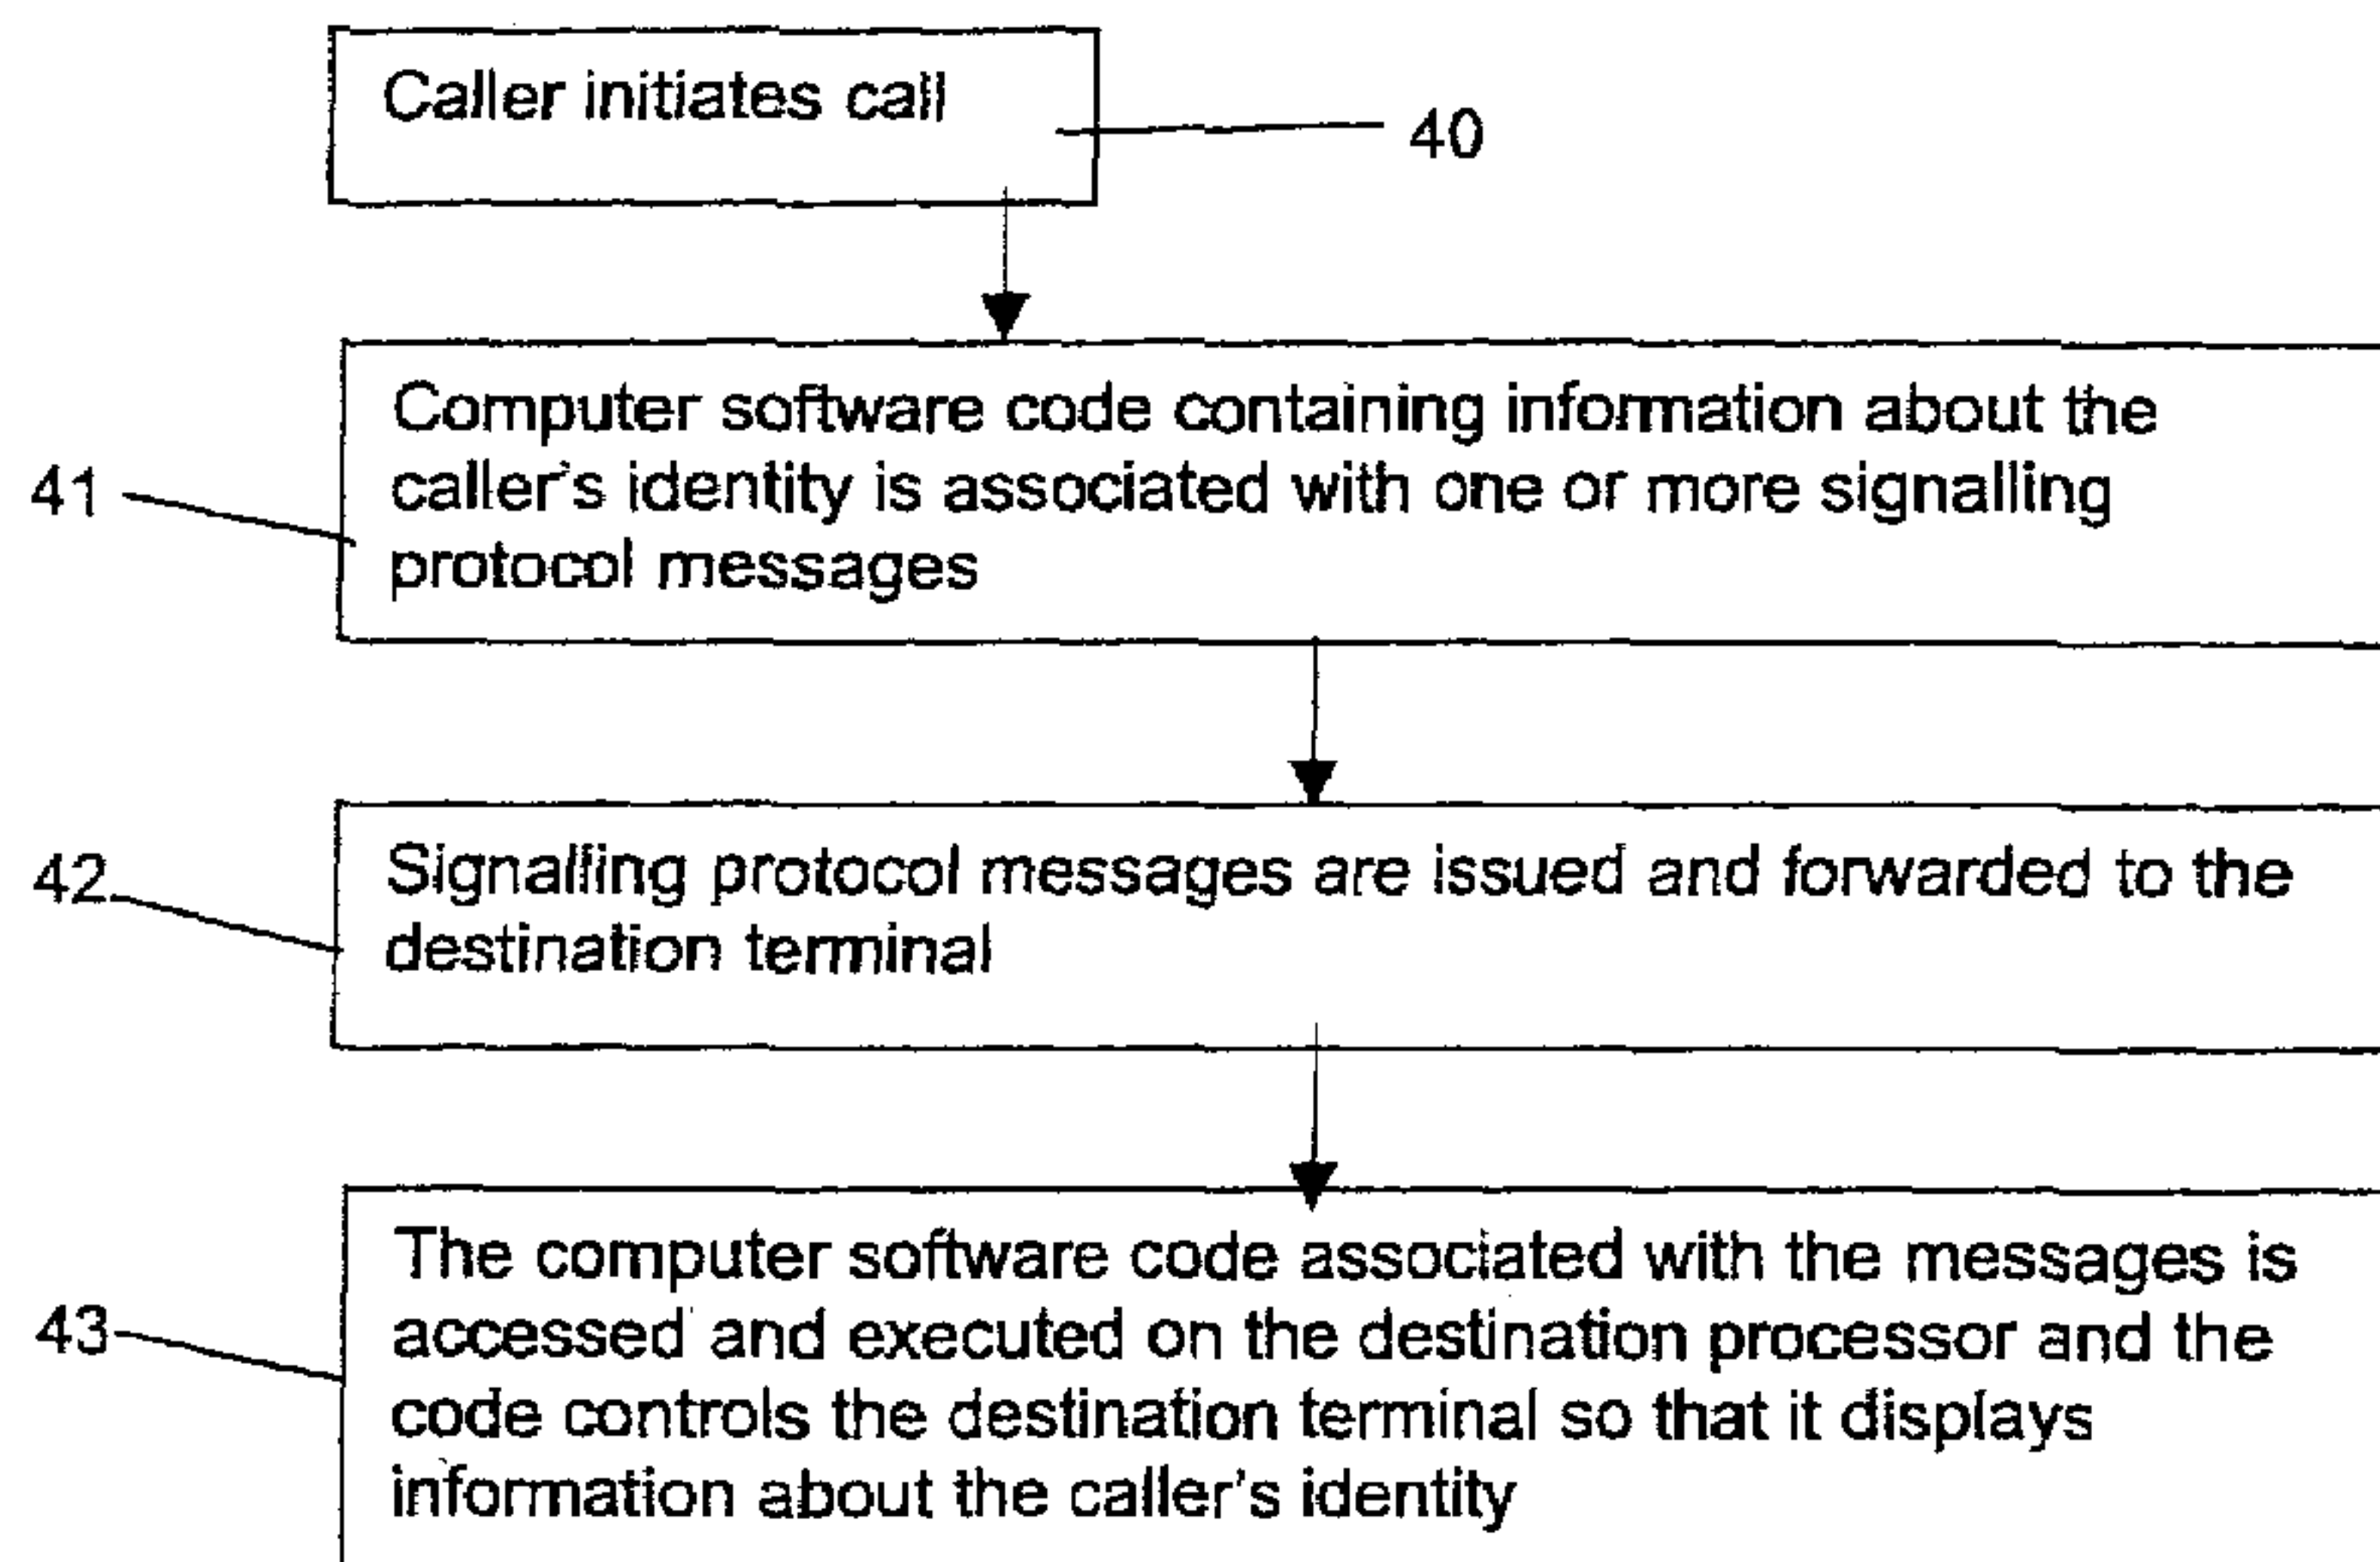 Caller initiates call
40
Computer software code containing information about the
caller's identity is associated with one or more signalling
protocol messages
41
Signalling protocol messages are issued and forwarded to the
destination terminal
42
The computer software code associated with the messages is
accessed and executed on the destination processor and the
code controls the destination terminal so that it displays
information about the caller's identity
43